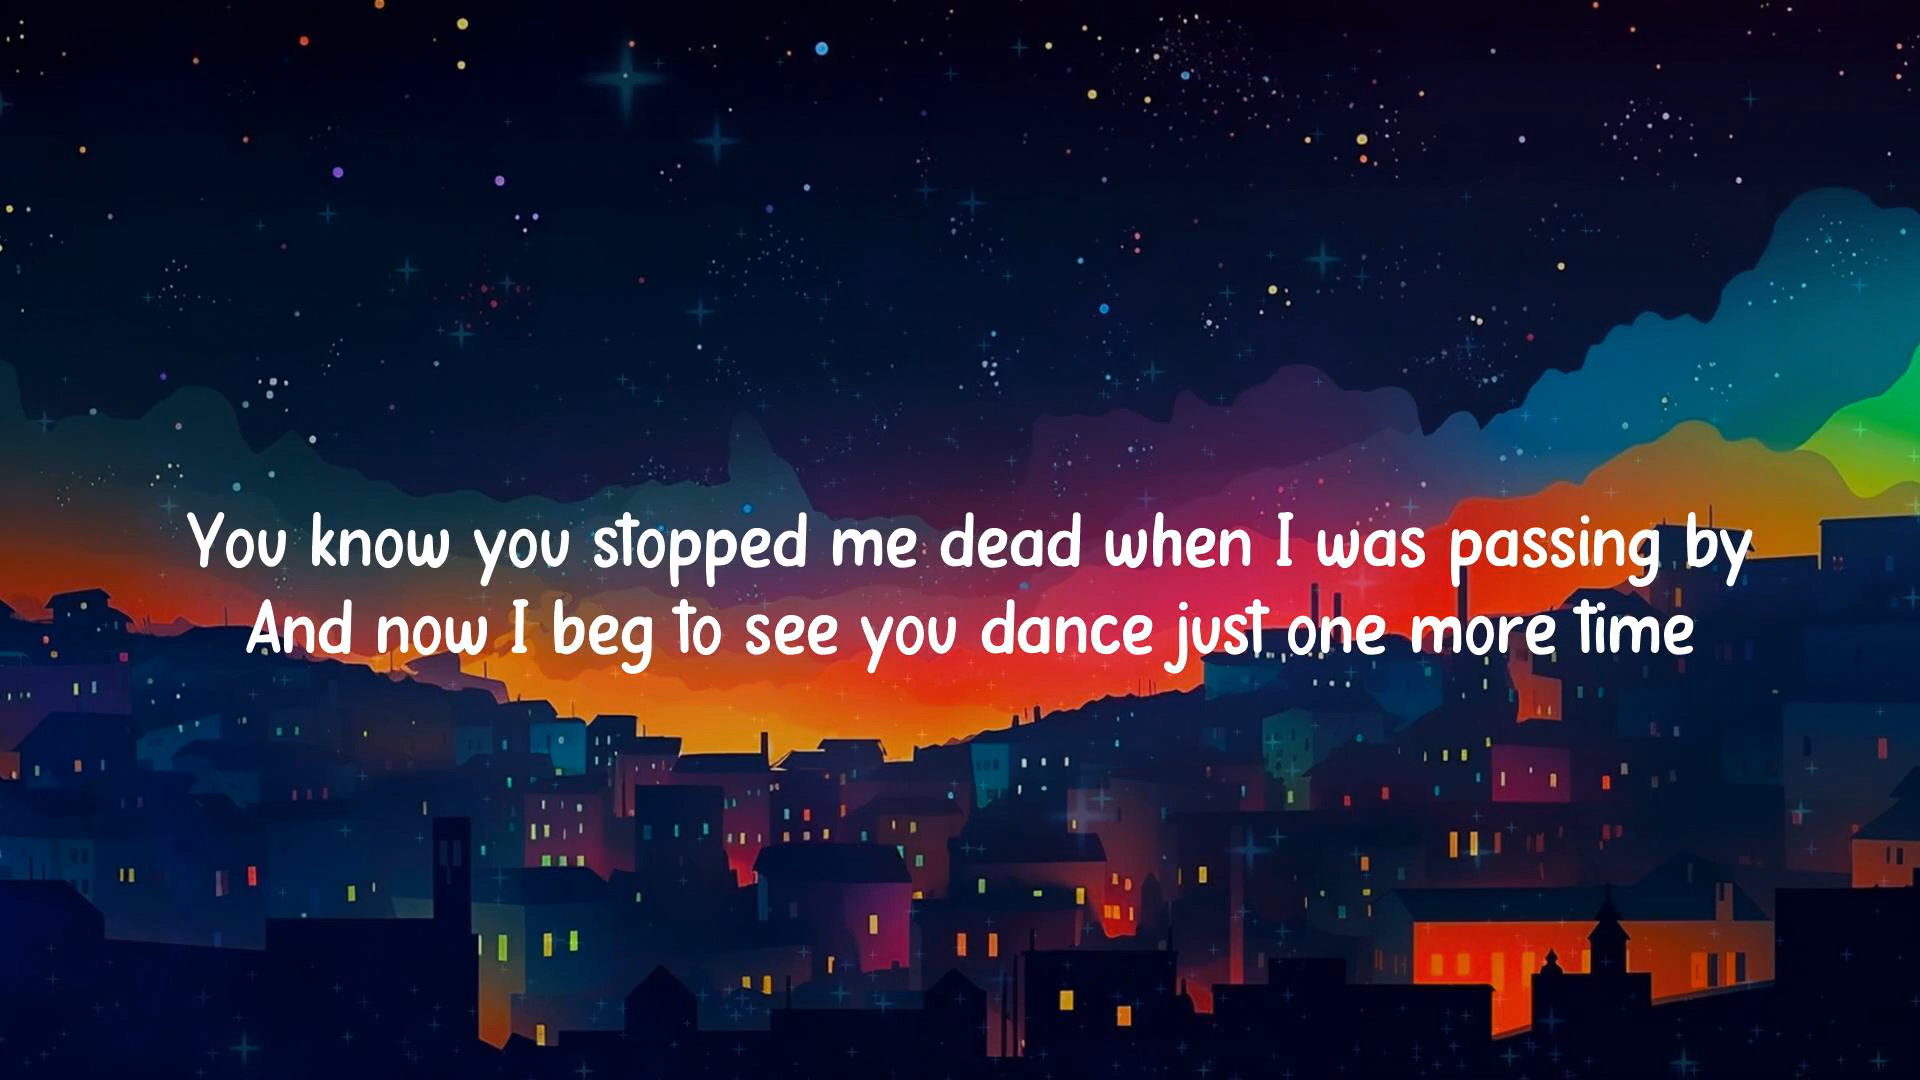 You know you stopped me dead when I was passing by
And now I beg to see you dance just one more time